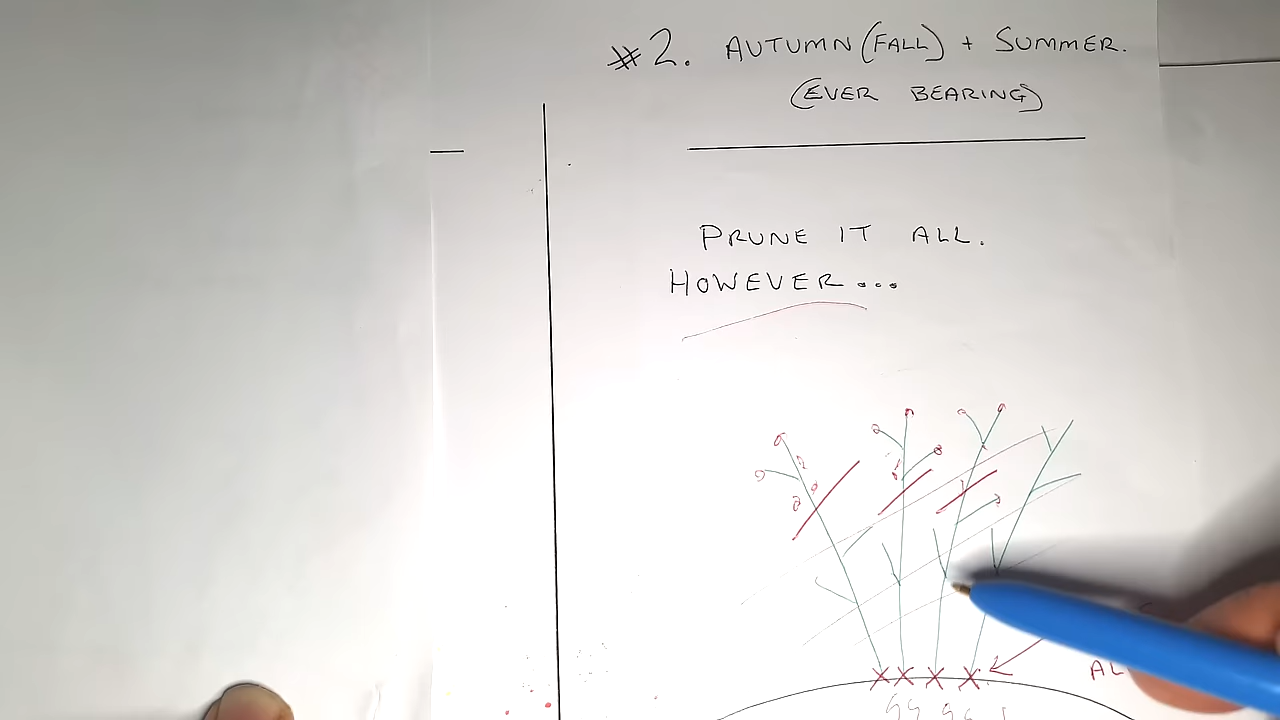 #2. AUTUMN (FALL) + SUMMER.
(EVER BEARING)
PRUNE IT ALL.
HOWEVER...